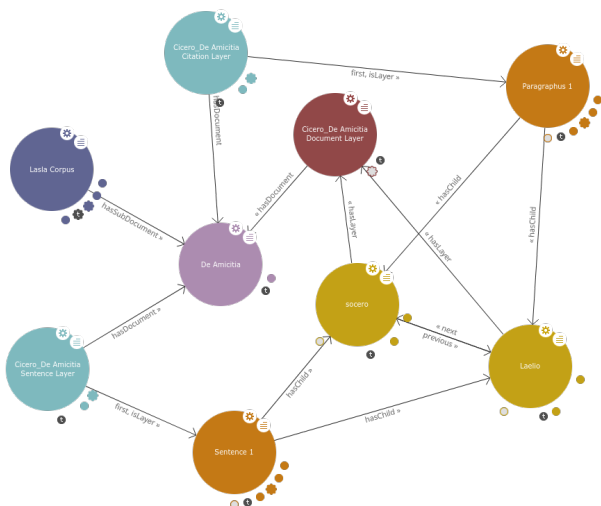 Cicero_De Amicitia
Citation Layer
first, isLayer »
Paragraphus 1
hasDocument
Cicero_De Amicitia
Document Layer
Lasla Corpus
« hasDocument
« hasChild
hasSubDocument »
« hasLayer
« hasLayer
« hasChild
De Amicitia
socero
« next
previous »
hasDocument »
Laelio
Cicero_De Amicitia
Sentence Layer
hasChild »
first, isLayer »
hasChild »
Sentence 1